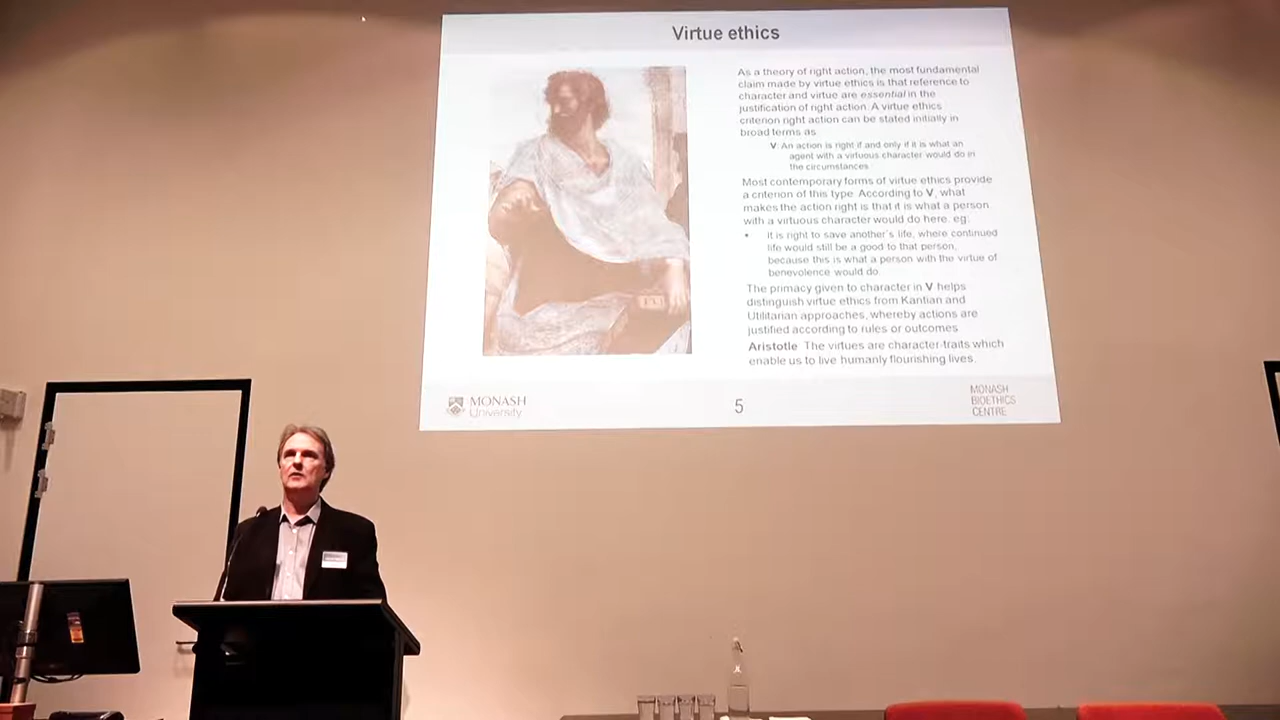 Virtue ethics
As a theory of right action, the most fundamental
claim made by virtue ethics is that reference to
character and virtue are essential in the
justification of right action. A virtue ethics
criterion right action can be stated initially in
broad terms as
V: An action is right if and only if it is what an
agent with a virtuous character would do in
the circumstances
Most contemporary forms of virtue ethics provide
a criterion of this type. According to V, what
makes the action right is that it is what a person
with a virtuous character would do here. eg:
• It is right to save another's life, where continued
life would still be a good to that person,
because this is what a person with the virtue of
benevolence would do.
The primacy given to character in V helps
distinguish virtue ethics from Kantian and
Utilitarian approaches, whereby actions are
justified according to rules or outcomes
Aristotle The virtues are character-traits which
enable us to live humanly flourishing lives.
MONASH
University
5
MONASH
BIOETHICS
CENTRE